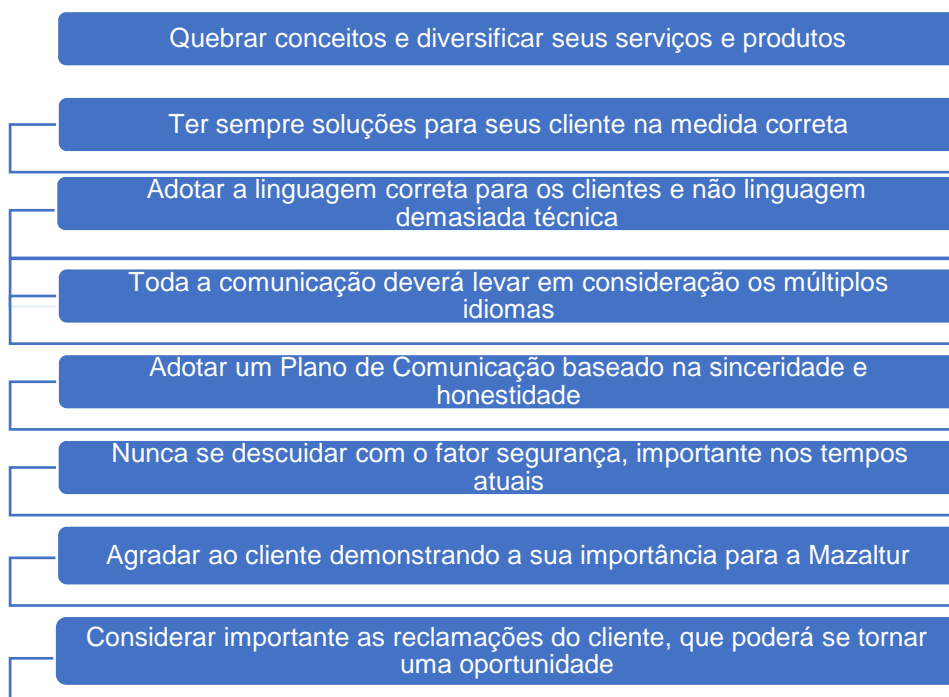 Quebrar conceitos e diversificar seus serviços e produtos
Ter sempre soluções para seus cliente na medida correta
Adotar a linguagem correta para os clientes e não linguagem
demasiada técnica
Toda a comunicação deverá levar em consideração os múltiplos
idiomas
Adotar um Plano de Comunicação baseado na sinceridade e
honestidade
Nunca se descuidar com o fator segurança, importante nos tempos
atuais
Agradar ao cliente demonstrando a sua importância para a Mazaltur
Considerar importante as reclamações do cliente, que poderá se tornar
uma oportunidade